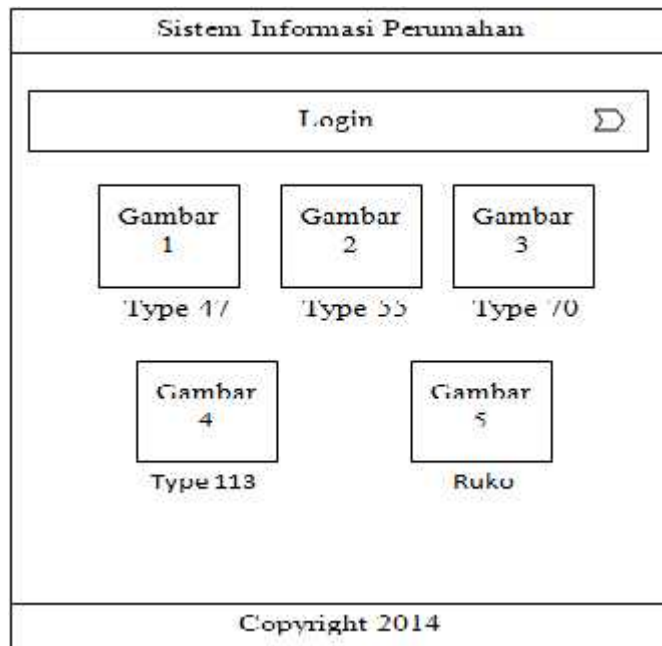 Sistem Informasi Perumahan
Login
Gambar
1
Gambar
2
Gambar
3
Type 47
Type 55
Type 70
Gambar
4
Gambar
5
Type 113
Ruko
Copyright 2014